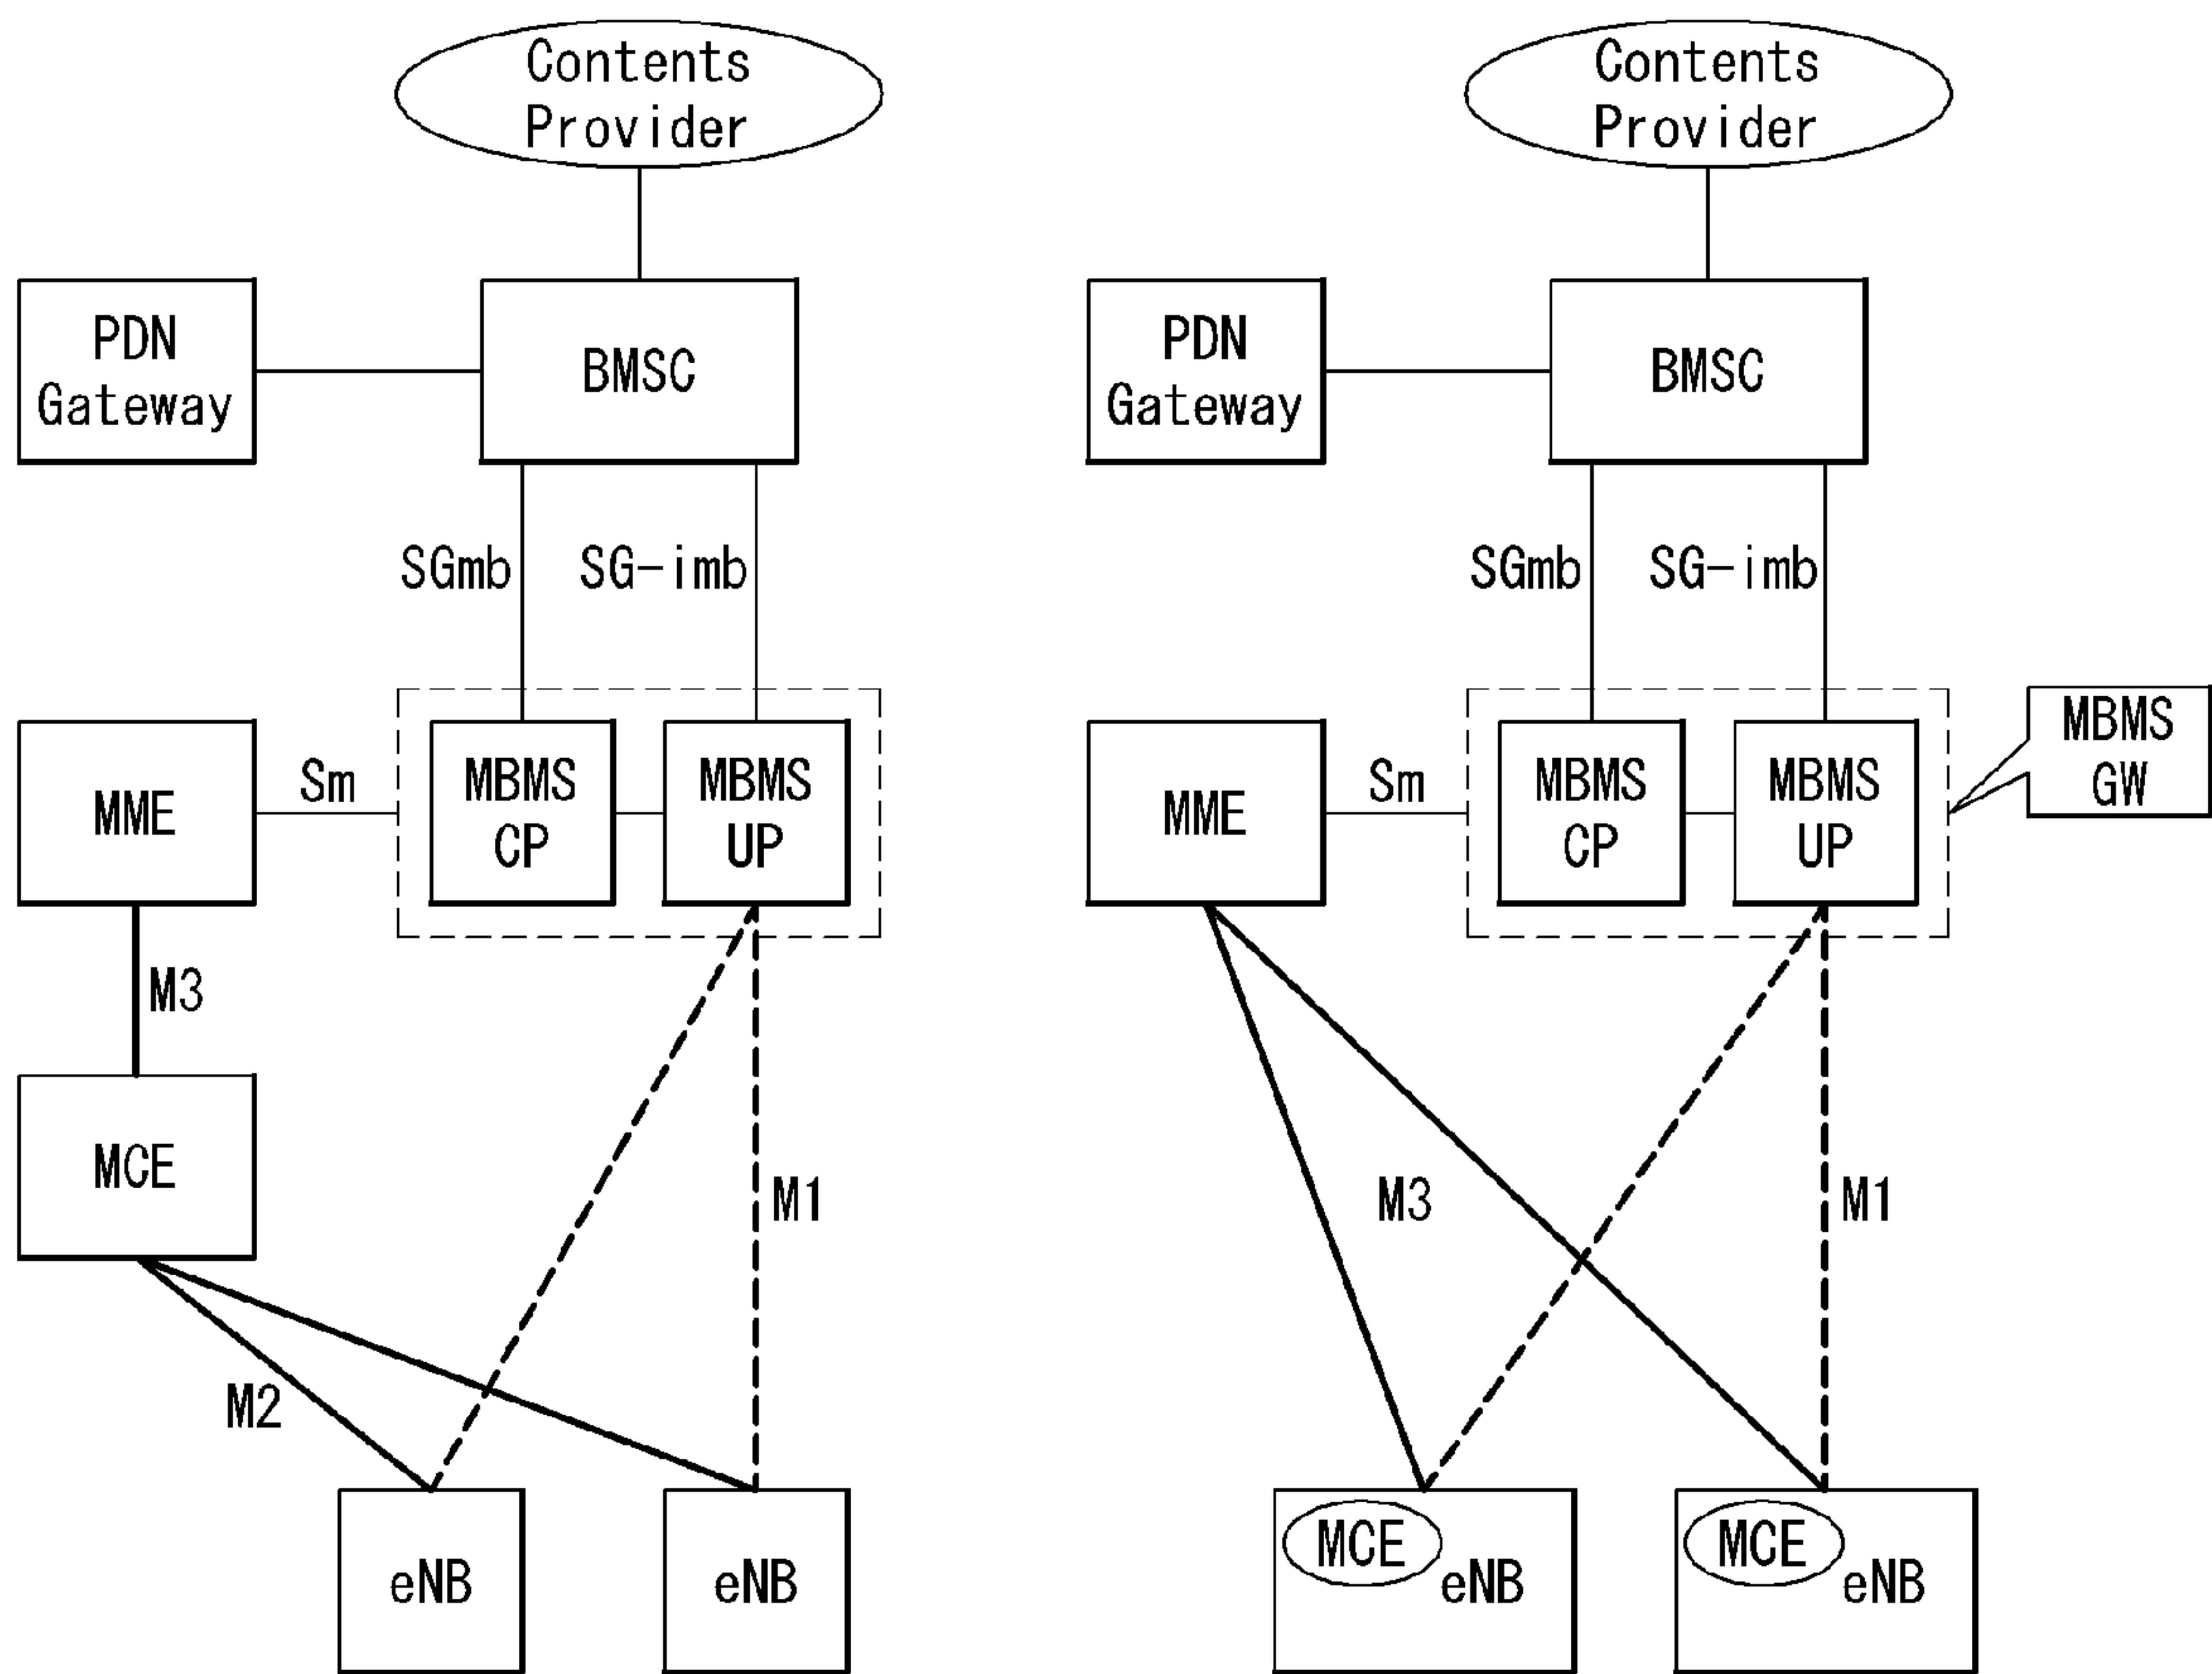 Contents
Provider
PDN
Gateway
BMSC
SGmb
SG-imb
MME
Sm
MBMS
CP
MBMS
UP
M3
MCE
M1
M2
eNB
eNB
Contents
Provider
PDN
Gateway
BMSC
SGmb
SG-imb
MME
Sm
MBMS
CP
MBMS
UP
MBMS
GW
M3
M1
MCE
eNB
MCE
eNB